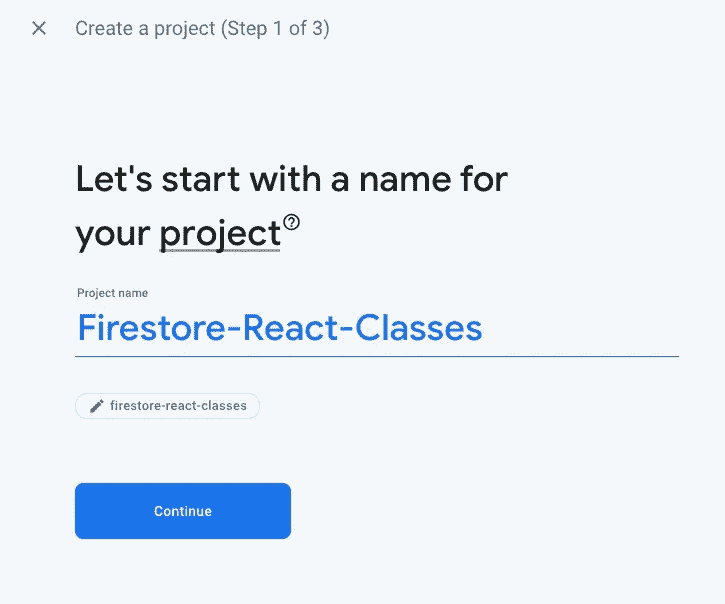 Create a project (Step 1 of 3)
Let's start with a name for
your project
Project name
Firestore-React-Classes
firestore-react-classes
Continue